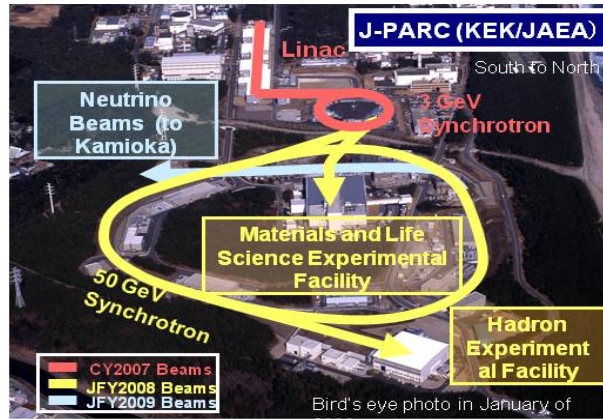 J-PARC (KEK/JAEA)
South to North
Linac
3 GeV
Synchrotron
Neutrino
Beams (to
Kamioka)
Materials and Life
Science Experimental
Facility
50 GeV
Synchrotron
Hadron
Experiment
al Facility
CY2007 Beams
JFY2008 Beams
JFY2009 Beams
Bird's eye photo in January of